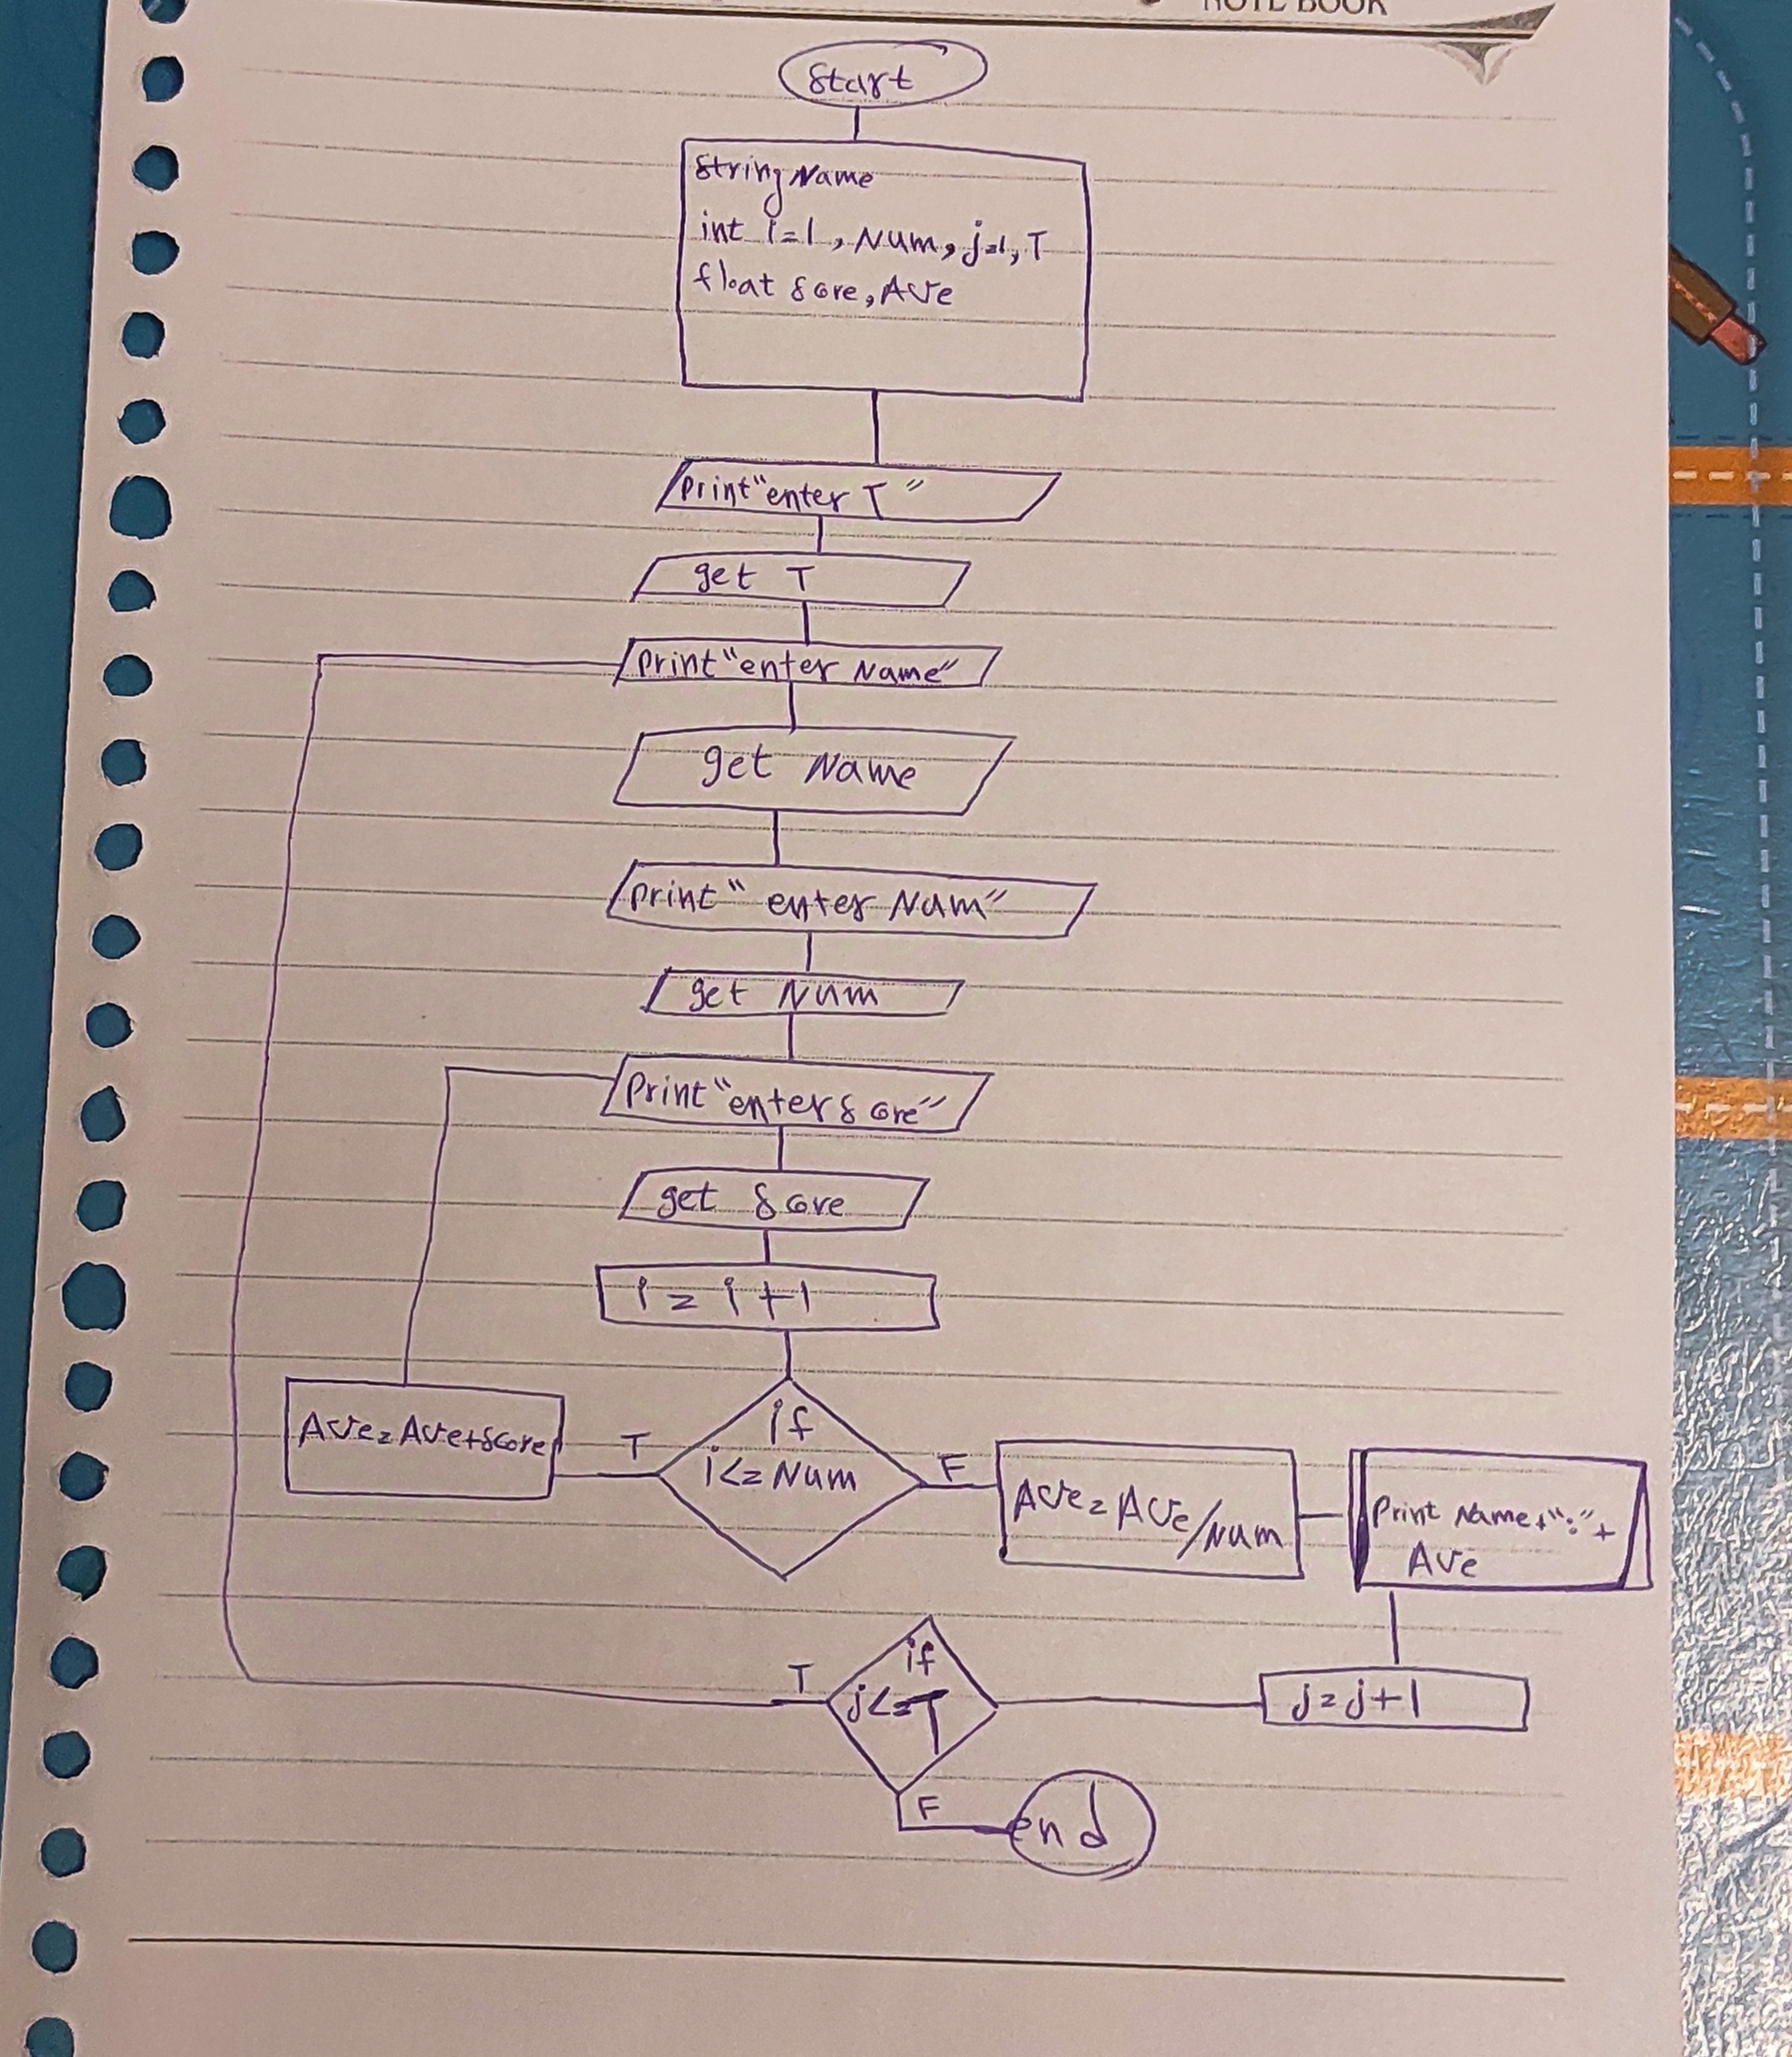 NOTE BOOK
Start
String Name
int i=1, Num, j=1, T
float score, Ave
Print "enter T"
get T
Print "enter Name"
get Name
Print "enter Num"
get Num
Print "enter score"
get score
i = i + 1
if
i<=Num
T
F
Ave=Ave+score
Ave=Ave/Num
Print Name+":"+
Ave
j=j+1
if
j<=T
T
F
end